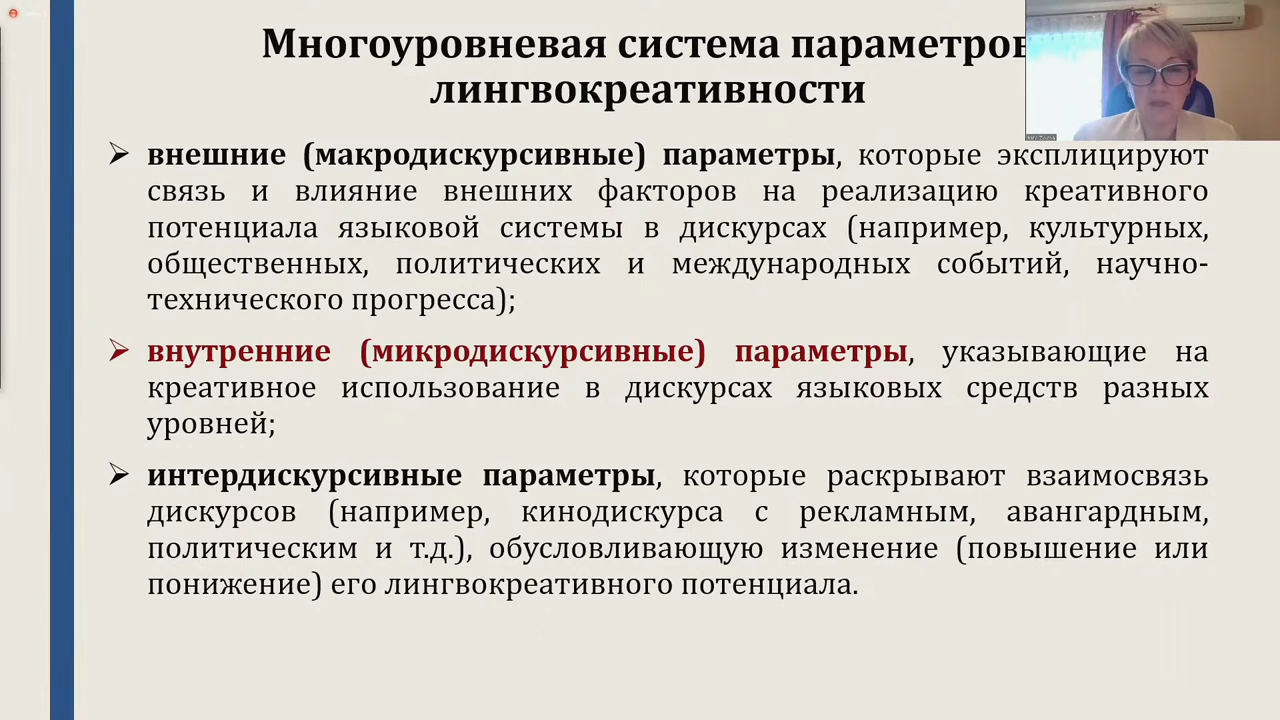 Многоуровневая система параметров
лингвокреативности
внешние (макродискурсивные) параметры, которые эксплицируют
связь и влияние внешних факторов на реализацию креативного
потенциала языковой системы в дискурсах (например, культурных,
общественных, политических и международных событий, научно-
технического прогресса);
внутренние (микродискурсивные) параметры, указывающие на
креативное использование в дискурсах языковых средств разных
уровней;
интердискурсивные параметры, которые раскрывают взаимосвязь
дискурсов (например, кинодискурса с рекламным, авангардным,
политическим и т.д.), обусловливающую изменение (повышение или
понижение) его лингвокреативного потенциала.